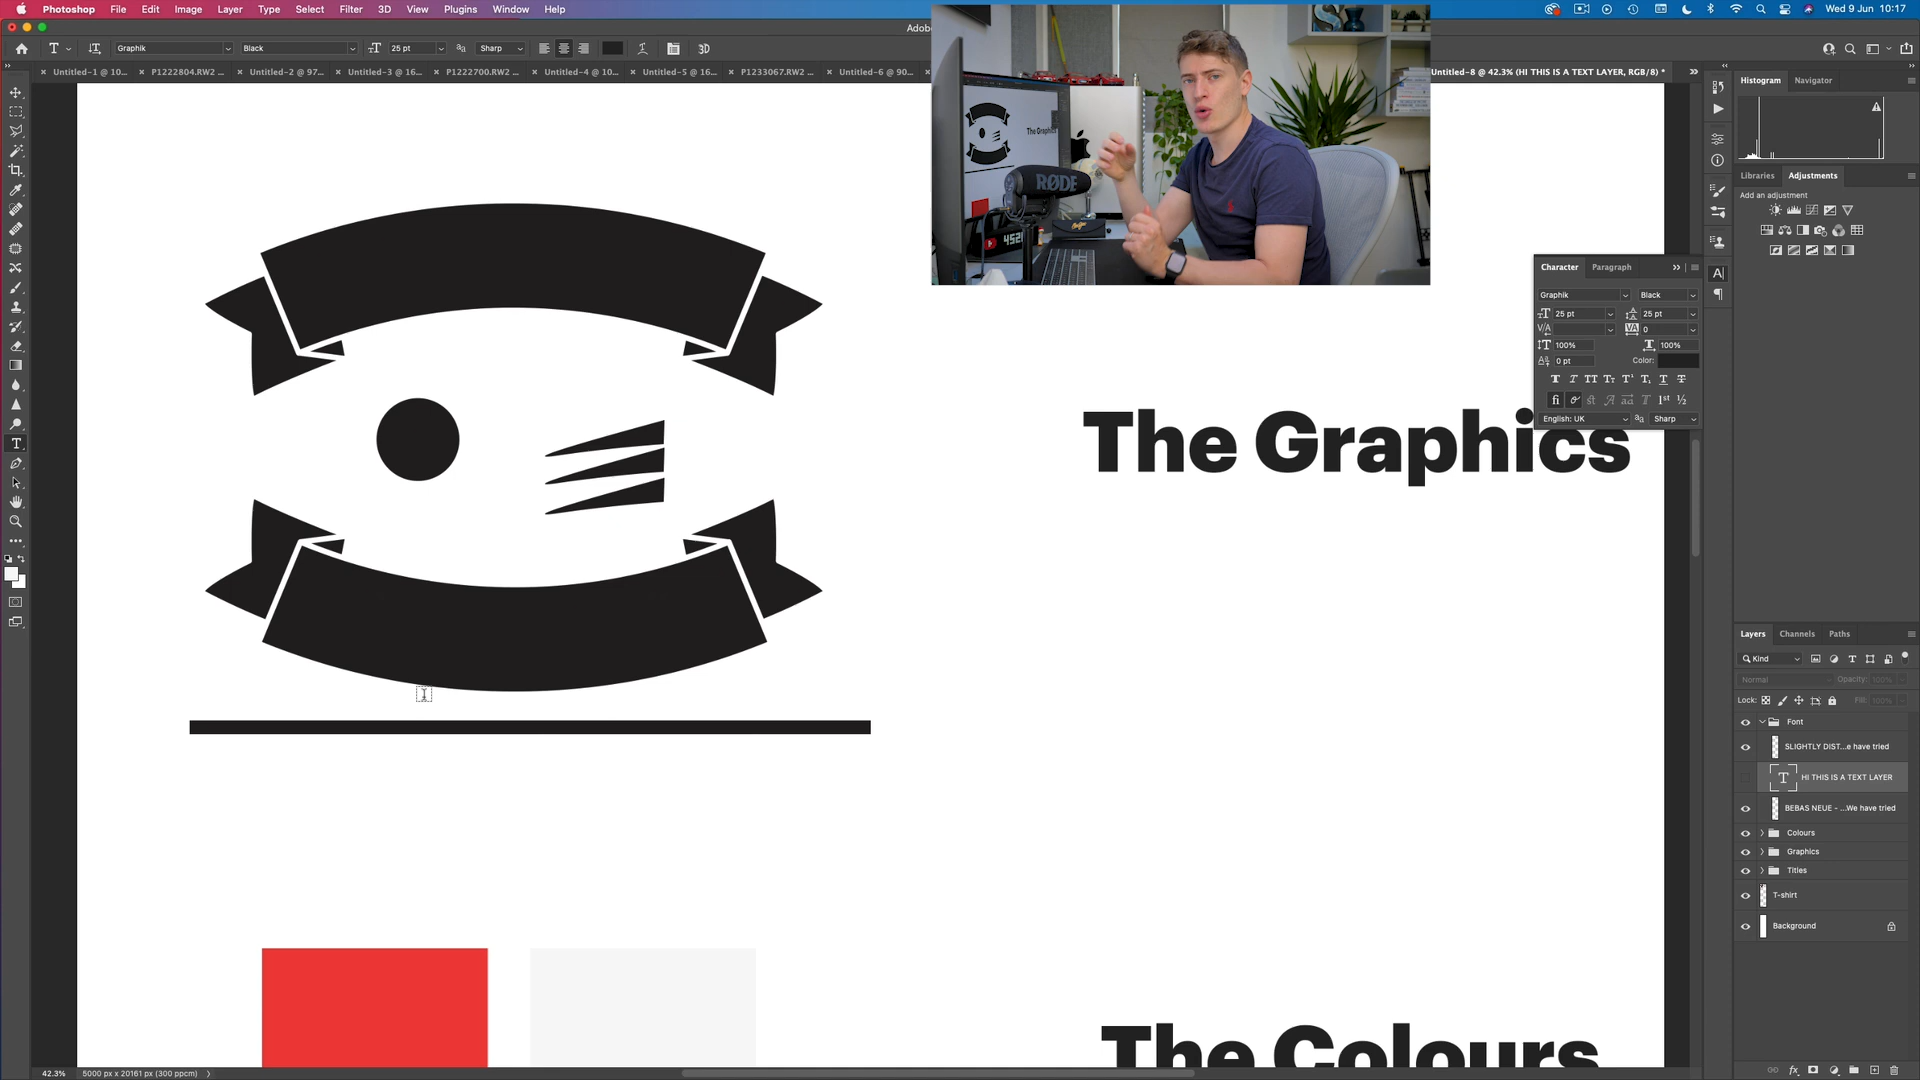 Photoshop File Edit Image Layer Type Select Filter 3D View Plugins Window Help Wed 9 Jun 10:17
Graphik Black 25 pt Sharp 3D
Untitled-1 @ 10... P1222804.RW2 ... Untitled-2 @ 97... Untitled-3 @ 16... P1222700.RW2 ... Untitled-4 @ 10... Untitled-5 @ 16... P1233067.RW2 ... Untitled-6 @ 90... Untitled-8 @ 42.3% (HI THIS IS A TEXT LAYER, RGB/8) *
Histogram Navigator
The Graphics
RØDE
Libraries Adjustments
Add an adjustment
Character Paragraph
Graphik Black
25 pt 25 pt
0
100% 100%
0 pt Color:
English: UK Sharp
The Graphics
Layers Channels Paths
Kind
Normal Opacity: 100%
Lock: Fill: 100%
Font
SLIGHTLY DIST...e have tried
HI THIS IS A TEXT LAYER
BEBAS NEUE - ...We have tried
Colours
Graphics
Titles
T-shirt
Background
The Colours
42.3% 5000 px x 20161 px (300 ppcm)